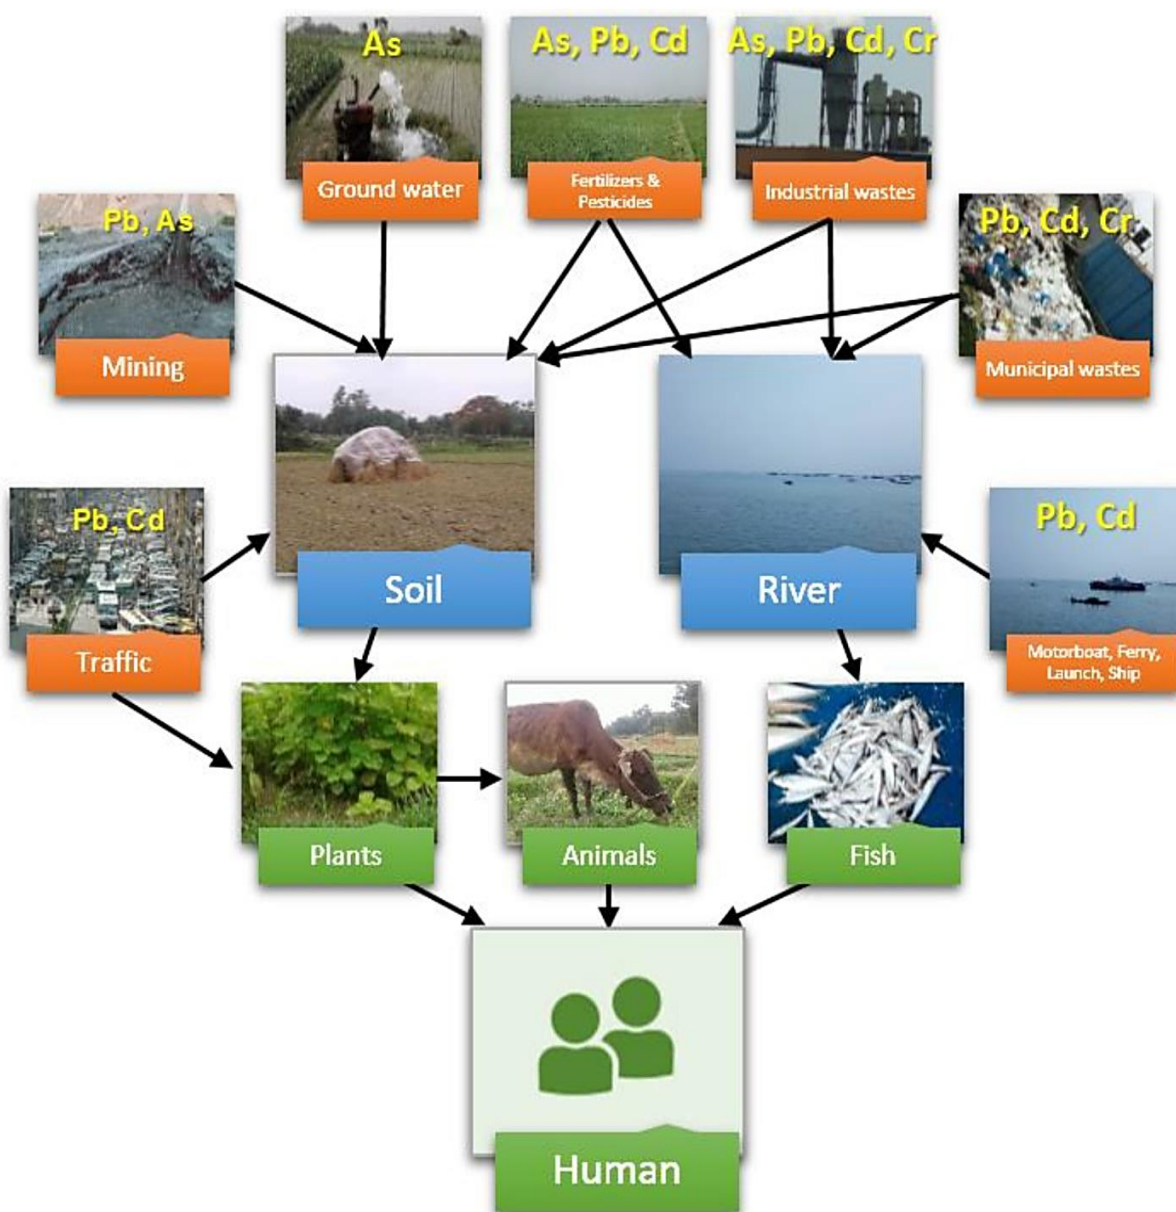 As
Ground water
As, Pb, Cd
Fertilizers &
Pesticides
As, Pb, Cd, Cr
Industrial wastes
Pb, As
Mining
Pb, Cd, Cr
Municipal wastes
Soil
River
Pb, Cd
Traffic
Pb, Cd
Motorboat, Ferry,
Launch, Ship
Plants
Animals
Fish
Human